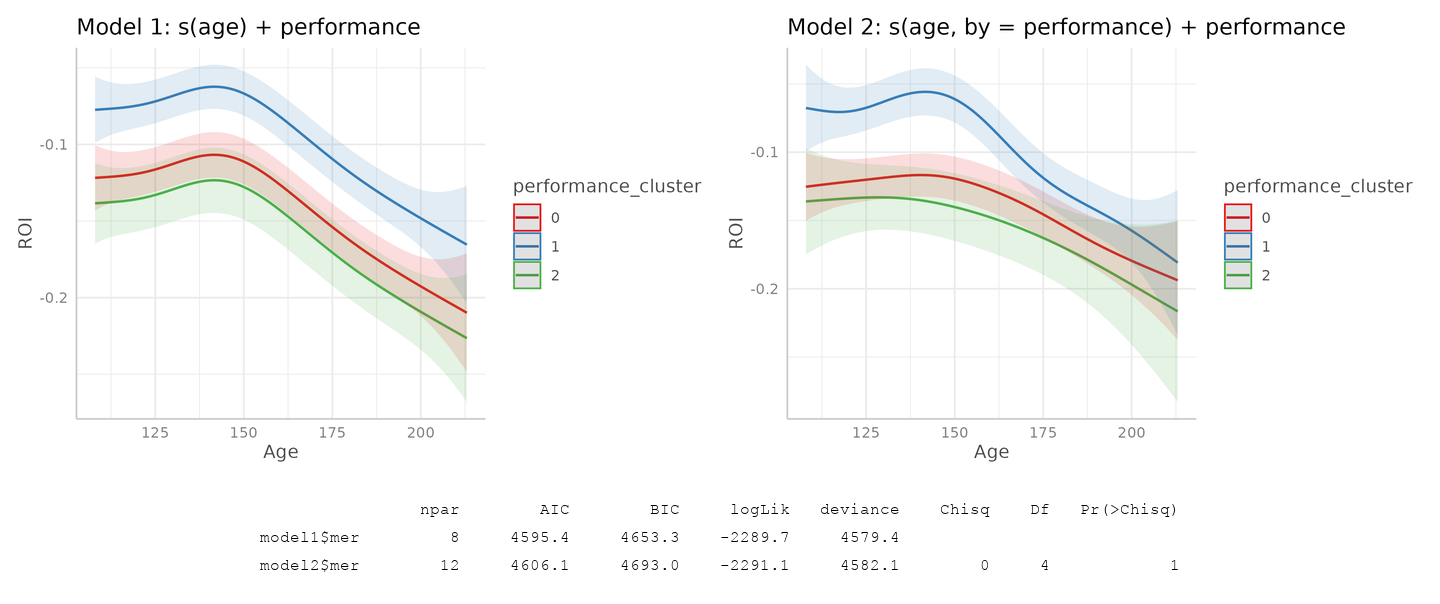 Model 1: s(age) + performance
-0.1
-0.2
ROI
125 150 175 200
Age
performance_cluster
0
1
2
Model 2: s(age, by = performance) + performance
-0.1
-0.2
ROI
125 150 175 200
Age
performance_cluster
0
1
2
npar AIC BIC logLik deviance Chisq Df Pr(>Chisq)
model1$mer 8 4595.4 4653.3 -2289.7 4579.4
model2$mer 12 4606.1 4693.0 -2291.1 4582.1 0 4 1